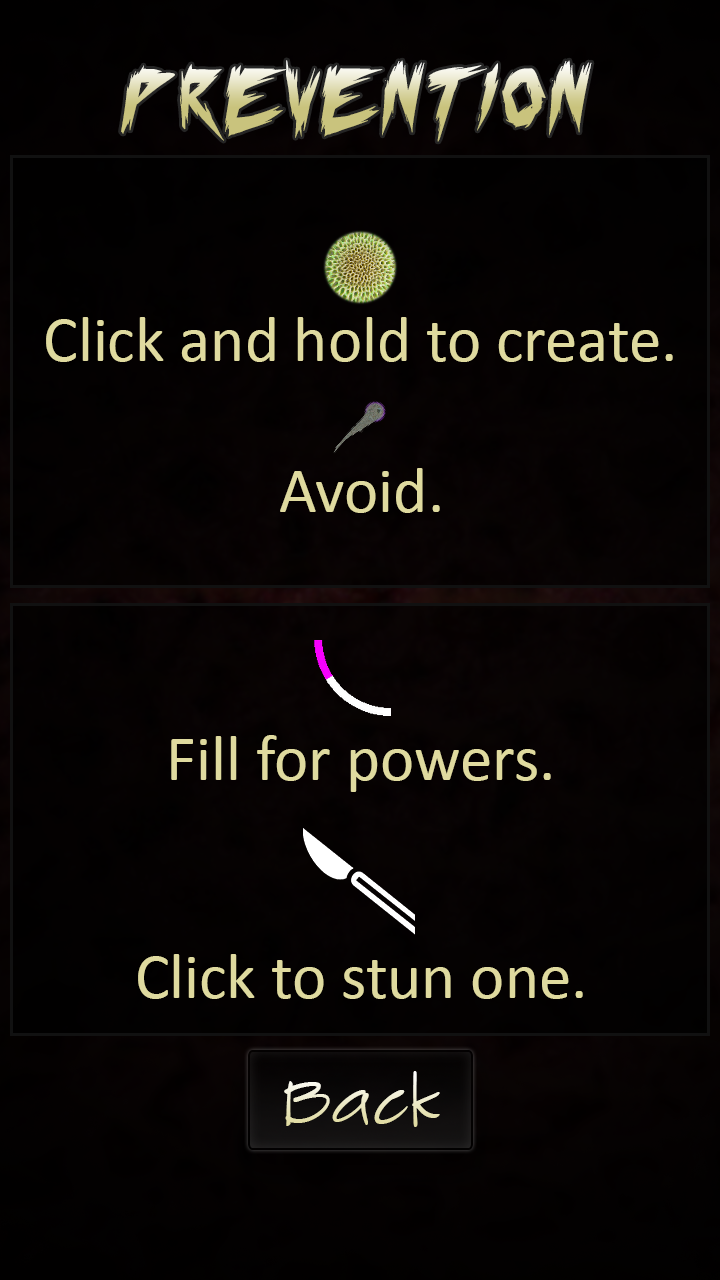 PREVENTION
Click and hold to create.
Avoid.
Fill for powers.
Click to stun one.
Back